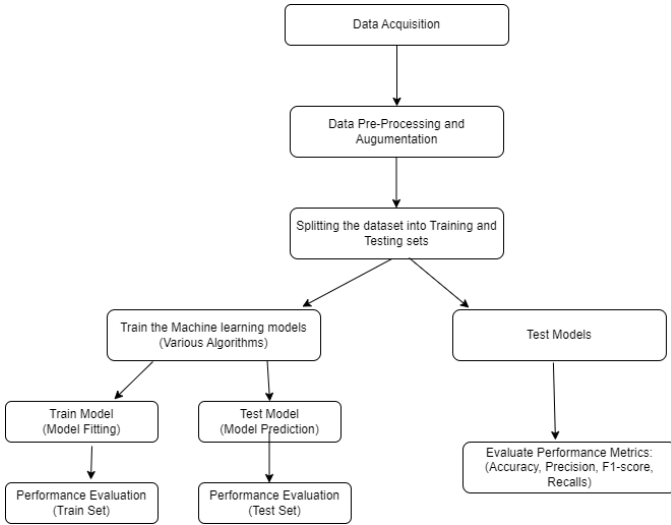 Data Acquisition
Data Pre-Processing and
Augumentation
Splitting the dataset into Training and
Testing sets
Train the Machine learning models
(Various Algorithms)
Test Models
Train Model
(Model Fitting)
Test Model
(Model Prediction)
Evaluate Performance Metrics:
(Accuracy, Precision, F1-score,
Recalls)
Performance Evaluation
(Train Set)
Performance Evaluation
(Test Set)